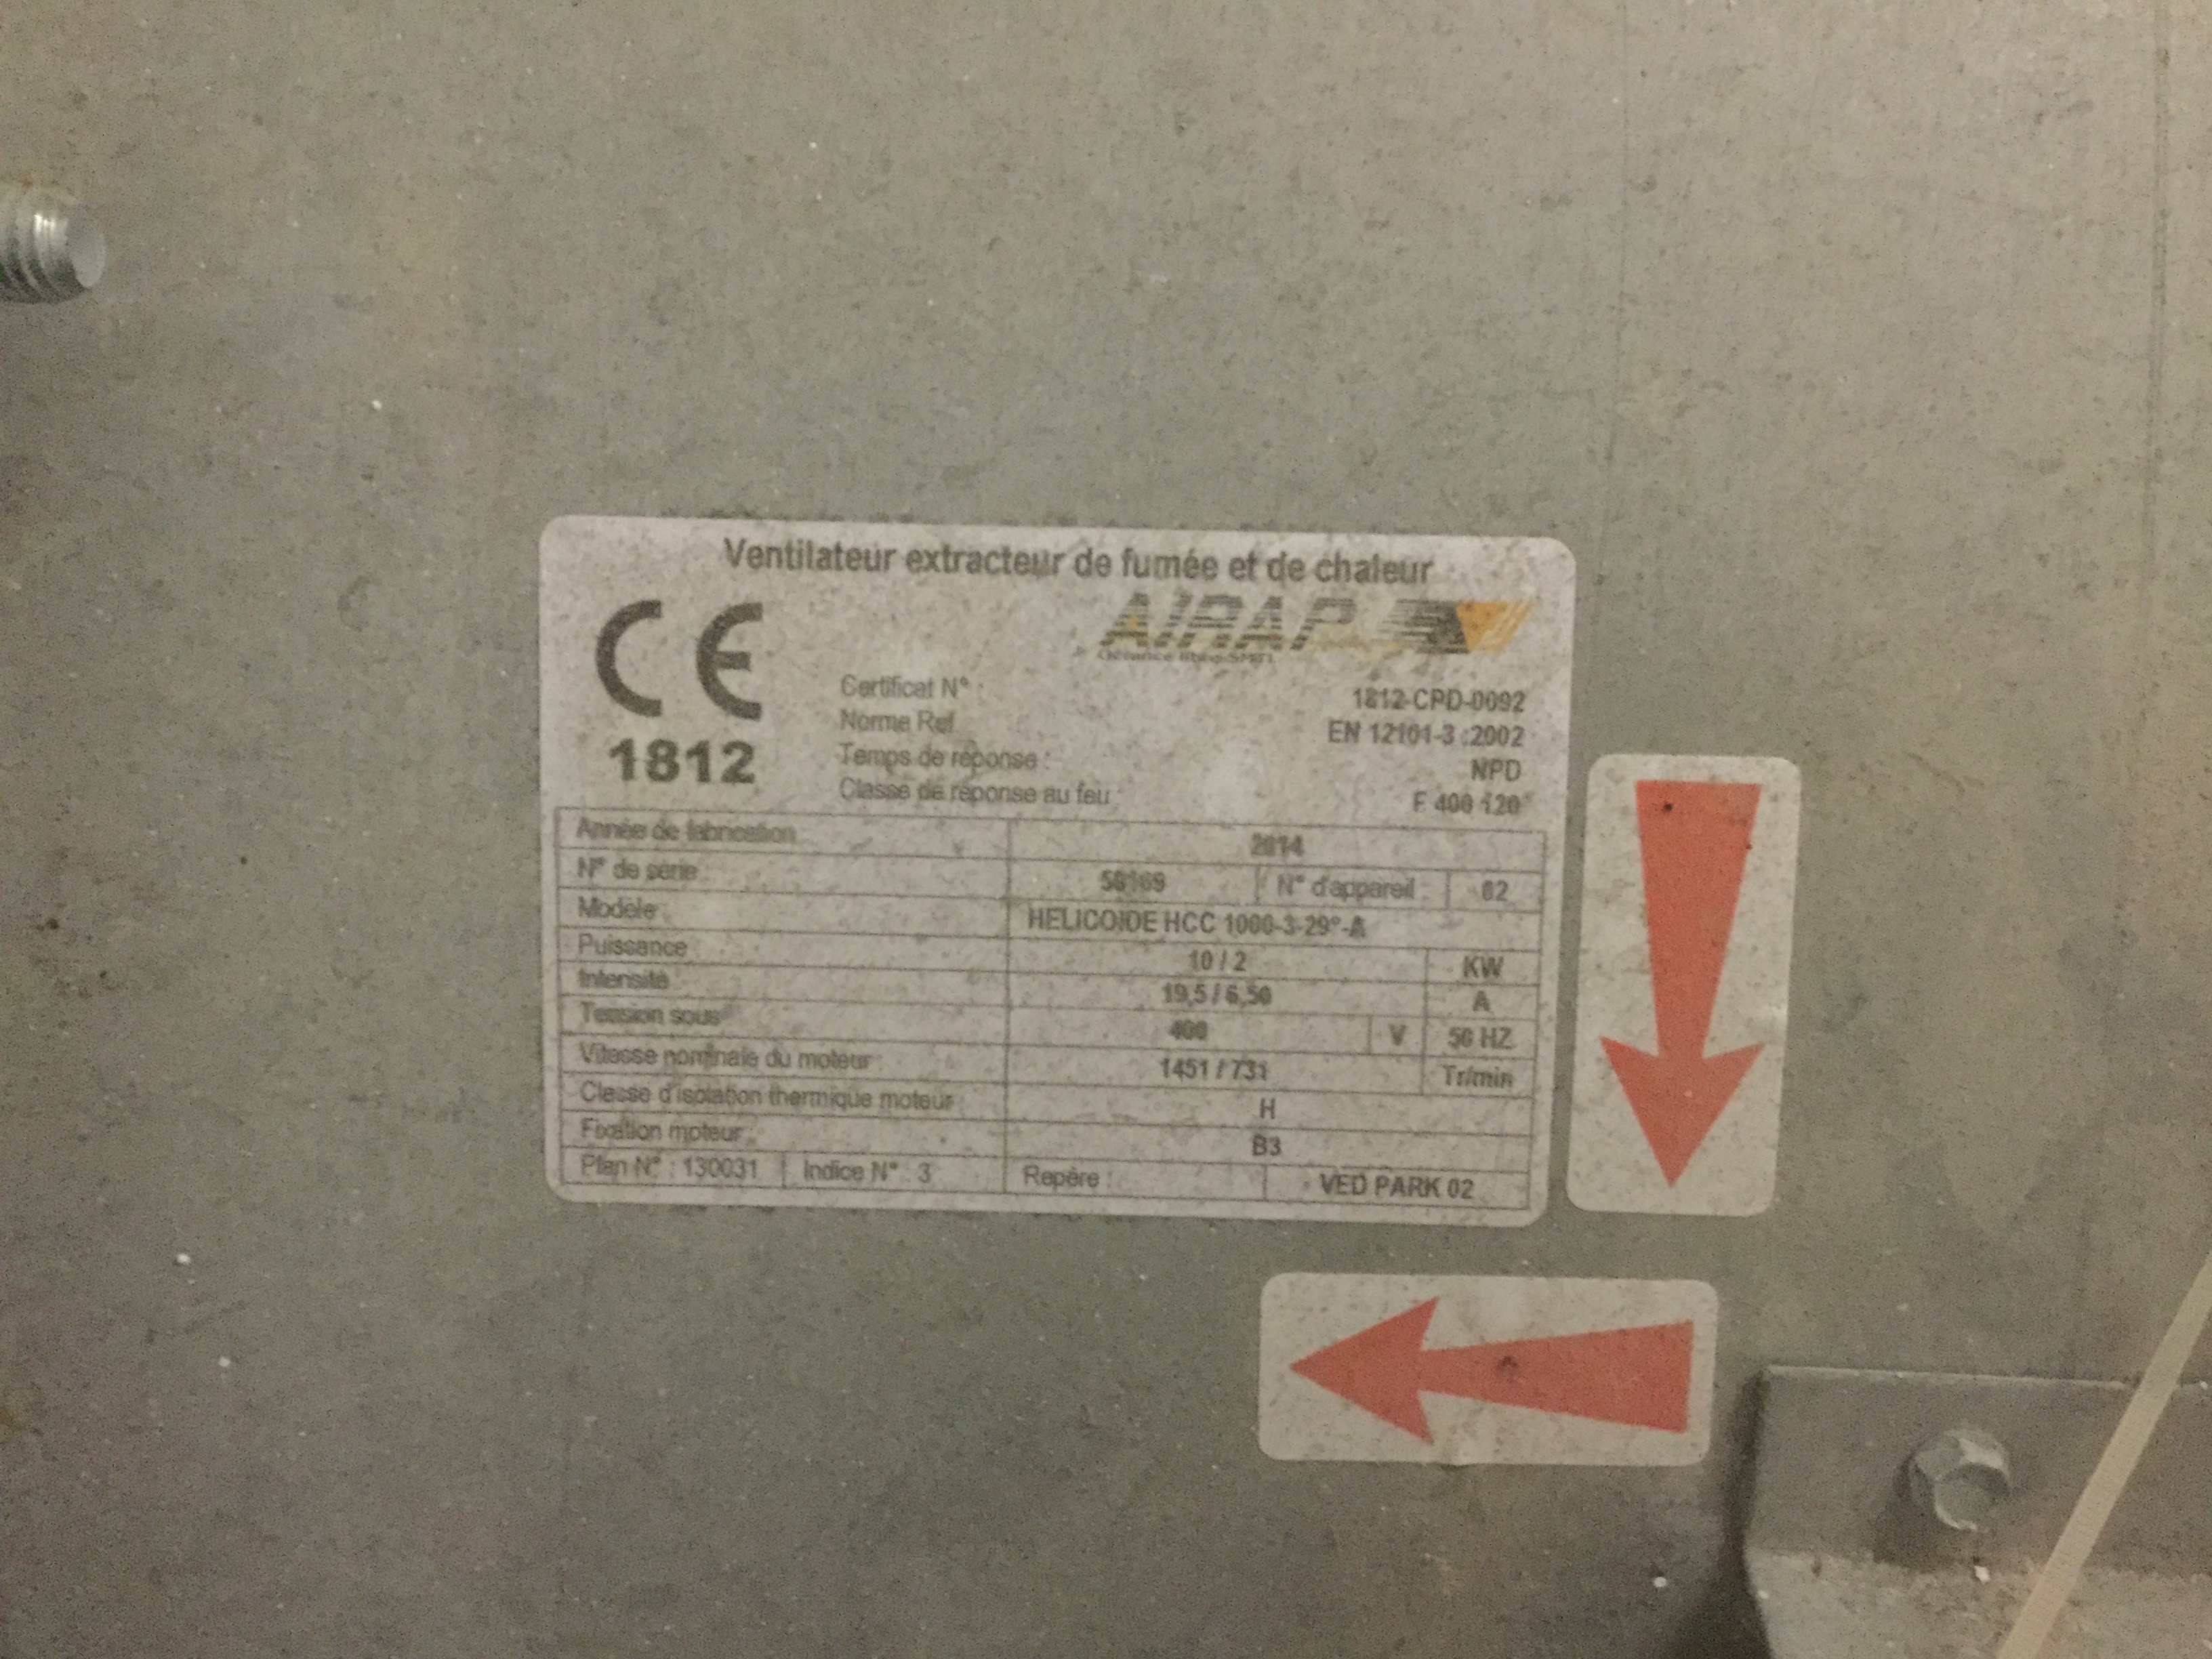 Ventilateur extracteur de fumée et de chaleur
CE
AIRAP
1812
Certificat N° : 1812-CPD-0092
Norme Ref EN 12101-3 :2002
Temps de réponse : NPD
Classe de réponse au feu : F 400 120
Année de fabrication 2014
N° de série : N° d'appareil : 02
Modèle : HELICOIDE HCC 1000-3-29°-A
Puissance : 10 / 2 KW
Intensité 19,5 / 6,50 A
Tension sous 400 V 50 HZ
Vitesse nominale du moteur : 1451 / 731 Tr/min
Classe d'isolation thermique moteur : H
Fixation moteur : B3
Plan N° : 130031 Indice N° : 3 Repère : VED PARK 02